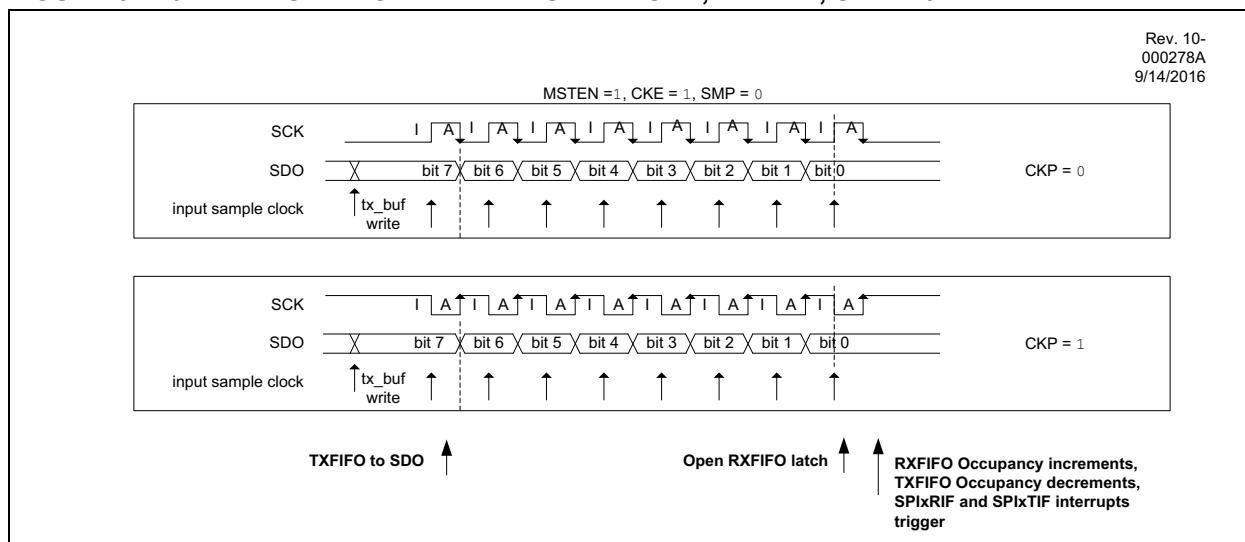 Rev. 10-
000278A
9/14/2016
MSTEN =1, CKE = 1, SMP = 0
SCK I A I A I A I A I A I A I A I A
SDO bit 7 bit 6 bit 5 bit 4 bit 3 bit 2 bit 1 bit 0 CKP = 0
input sample clock tx_buf
write
SCK I A I A I A I A I A I A I A I A
SDO bit 7 bit 6 bit 5 bit 4 bit 3 bit 2 bit 1 bit 0 CKP = 1
input sample clock tx_buf
write
TXFIFO to SDO Open RXFIFO latch RXFIFO Occupancy increments,
TXFIFO Occupancy decrements,
SPIxRIF and SPIxTIF interrupts
trigger